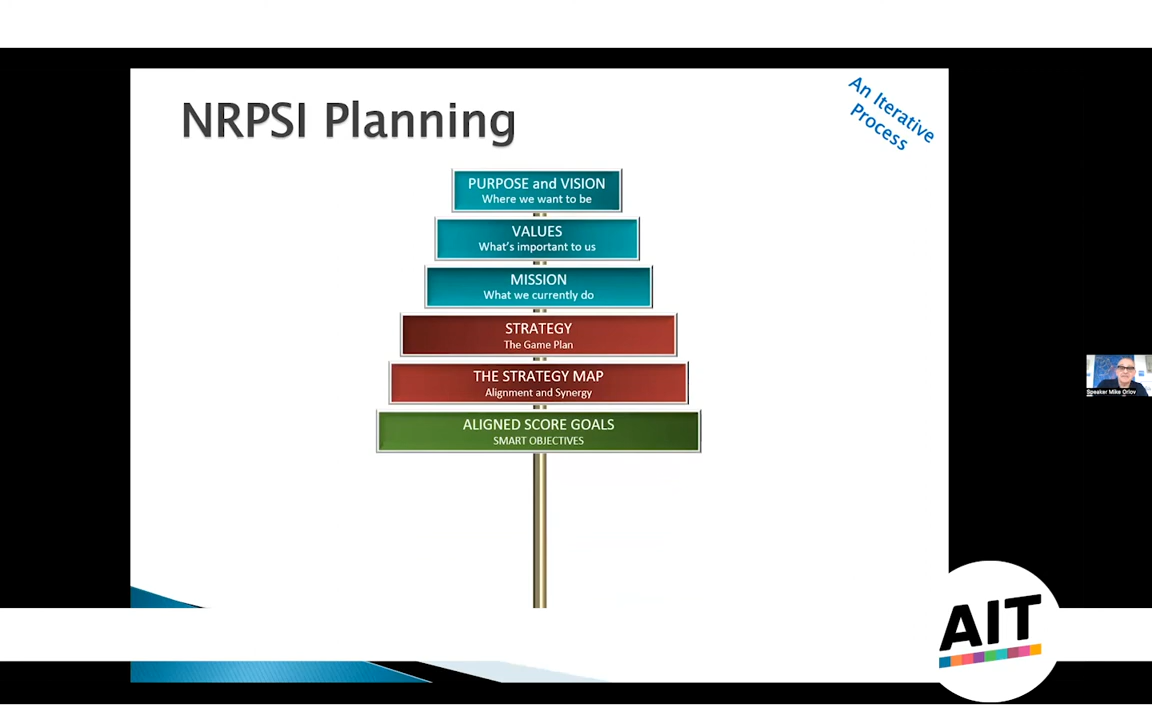 NRPSI Planning
An Iterative
Process
PURPOSE and VISION
Where we want to be
VALUES
What's important to us
MISSION
What we currently do
STRATEGY
The Game Plan
THE STRATEGY MAP
Alignment and Synergy
ALIGNED SCORE GOALS
SMART OBJECTIVES
Speaker Mike Orlov
AIT